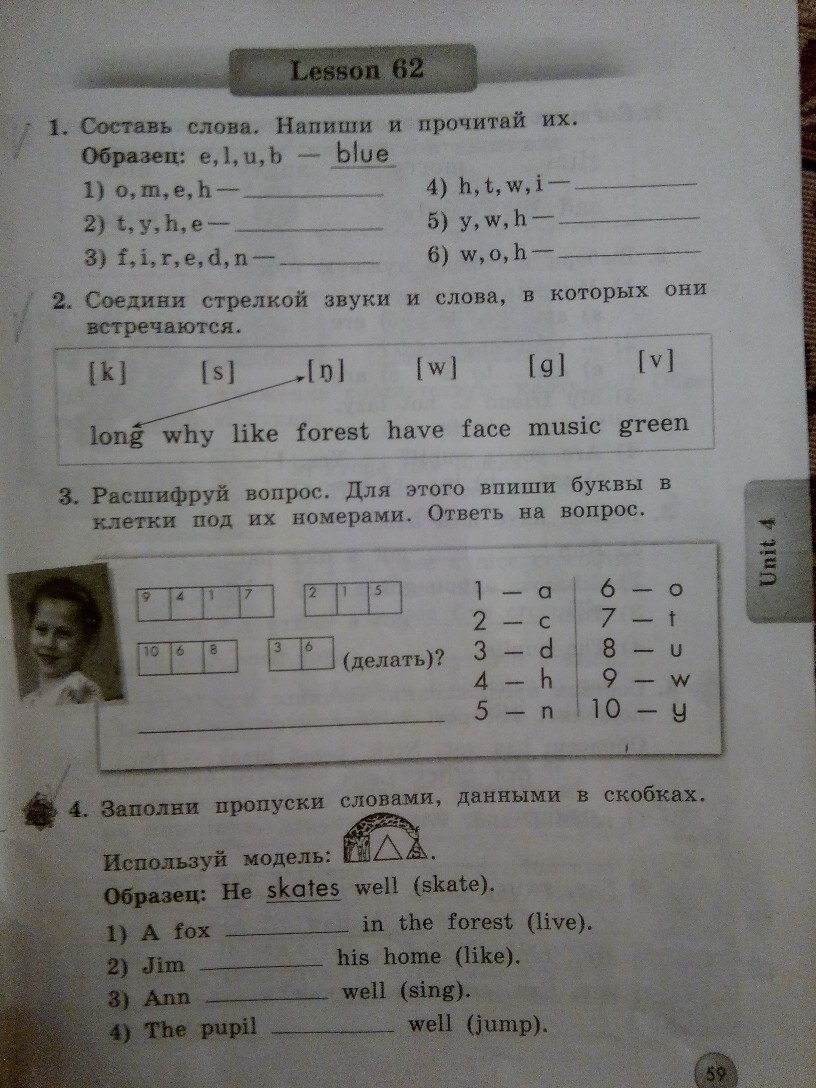 Lesson 62
1. Составь слова. Напиши и прочитай их.
Образец: e, l, u, b — blue
1) o, m, e, h —
2) t, y, h, e —
3) f, i, r, e, d, n —
4) h, t, w, i —
5) y, w, h —
6) w, o, h —
2. Соедини стрелкой звуки и слова, в которых они
встречаются.
[k] [s] [ŋ] [w] [g] [v]
long why like forest have face music green
3. Расшифруй вопрос. Для этого впиши буквы в
клетки под их номерами. Ответь на вопрос.
9 4 1 7 2 1 5
10 6 8 3 6 (делать)?
1 — a 6 — o
2 — c 7 — t
3 — d 8 — u
4 — h 9 — w
5 — n 10 — y
Unit 4
4. Заполни пропуски словами, данными в скобках.
Используй модель: .
Образец: He skates well (skate).
1) A fox in the forest (live).
2) Jim his home (like).
3) Ann well (sing).
4) The pupil well (jump).
59